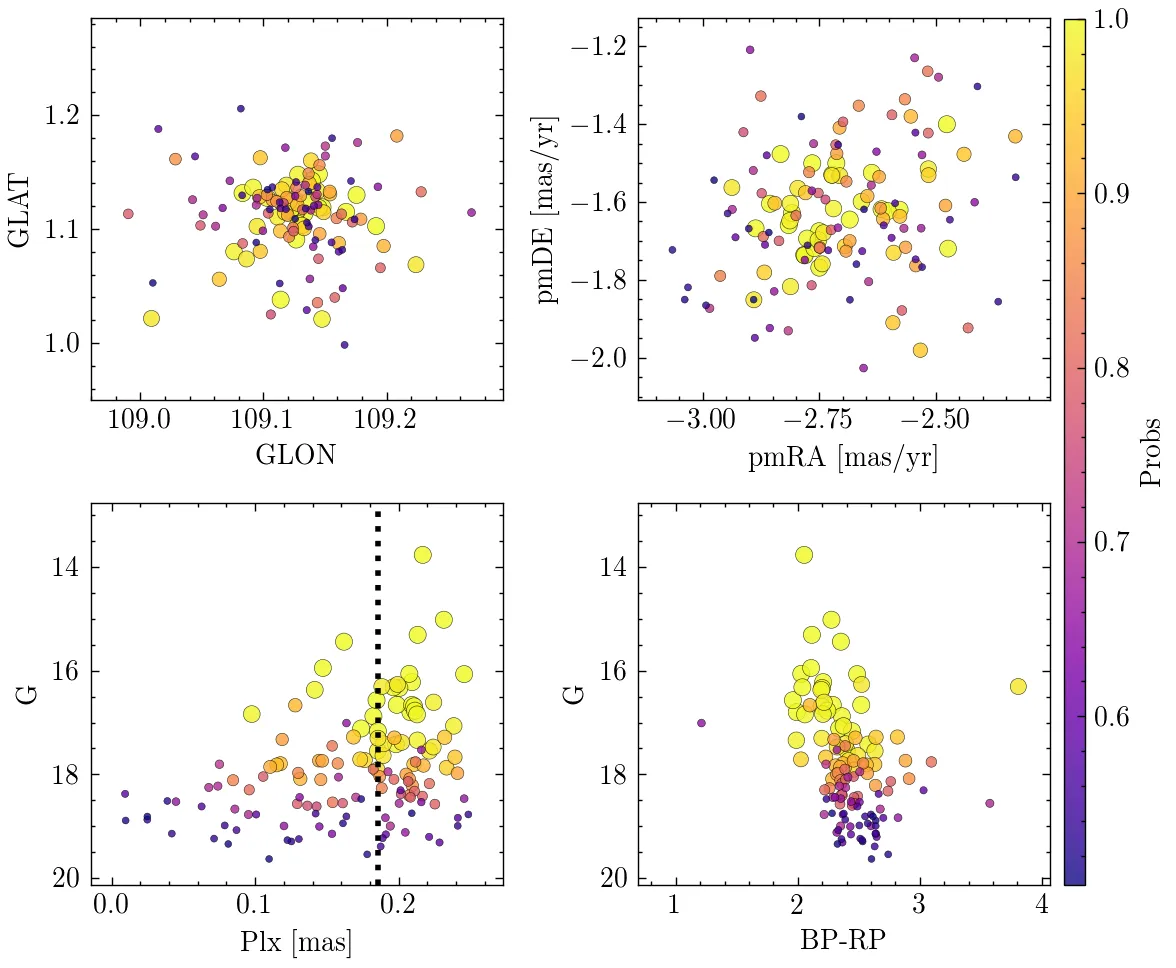 1.2
1.1
1.0
GLAT
109.0 109.1 109.2
GLON
−1.2
−1.4
−1.6
−1.8
−2.0
pmDE [mas/yr]
−3.00 −2.75 −2.50
pmRA [mas/yr]
1.0
0.9
0.8
0.7
0.6
Probs
14
16
18
20
G
0.0 0.1 0.2
Plx [mas]
14
16
18
20
G
1 2 3 4
BP-RP